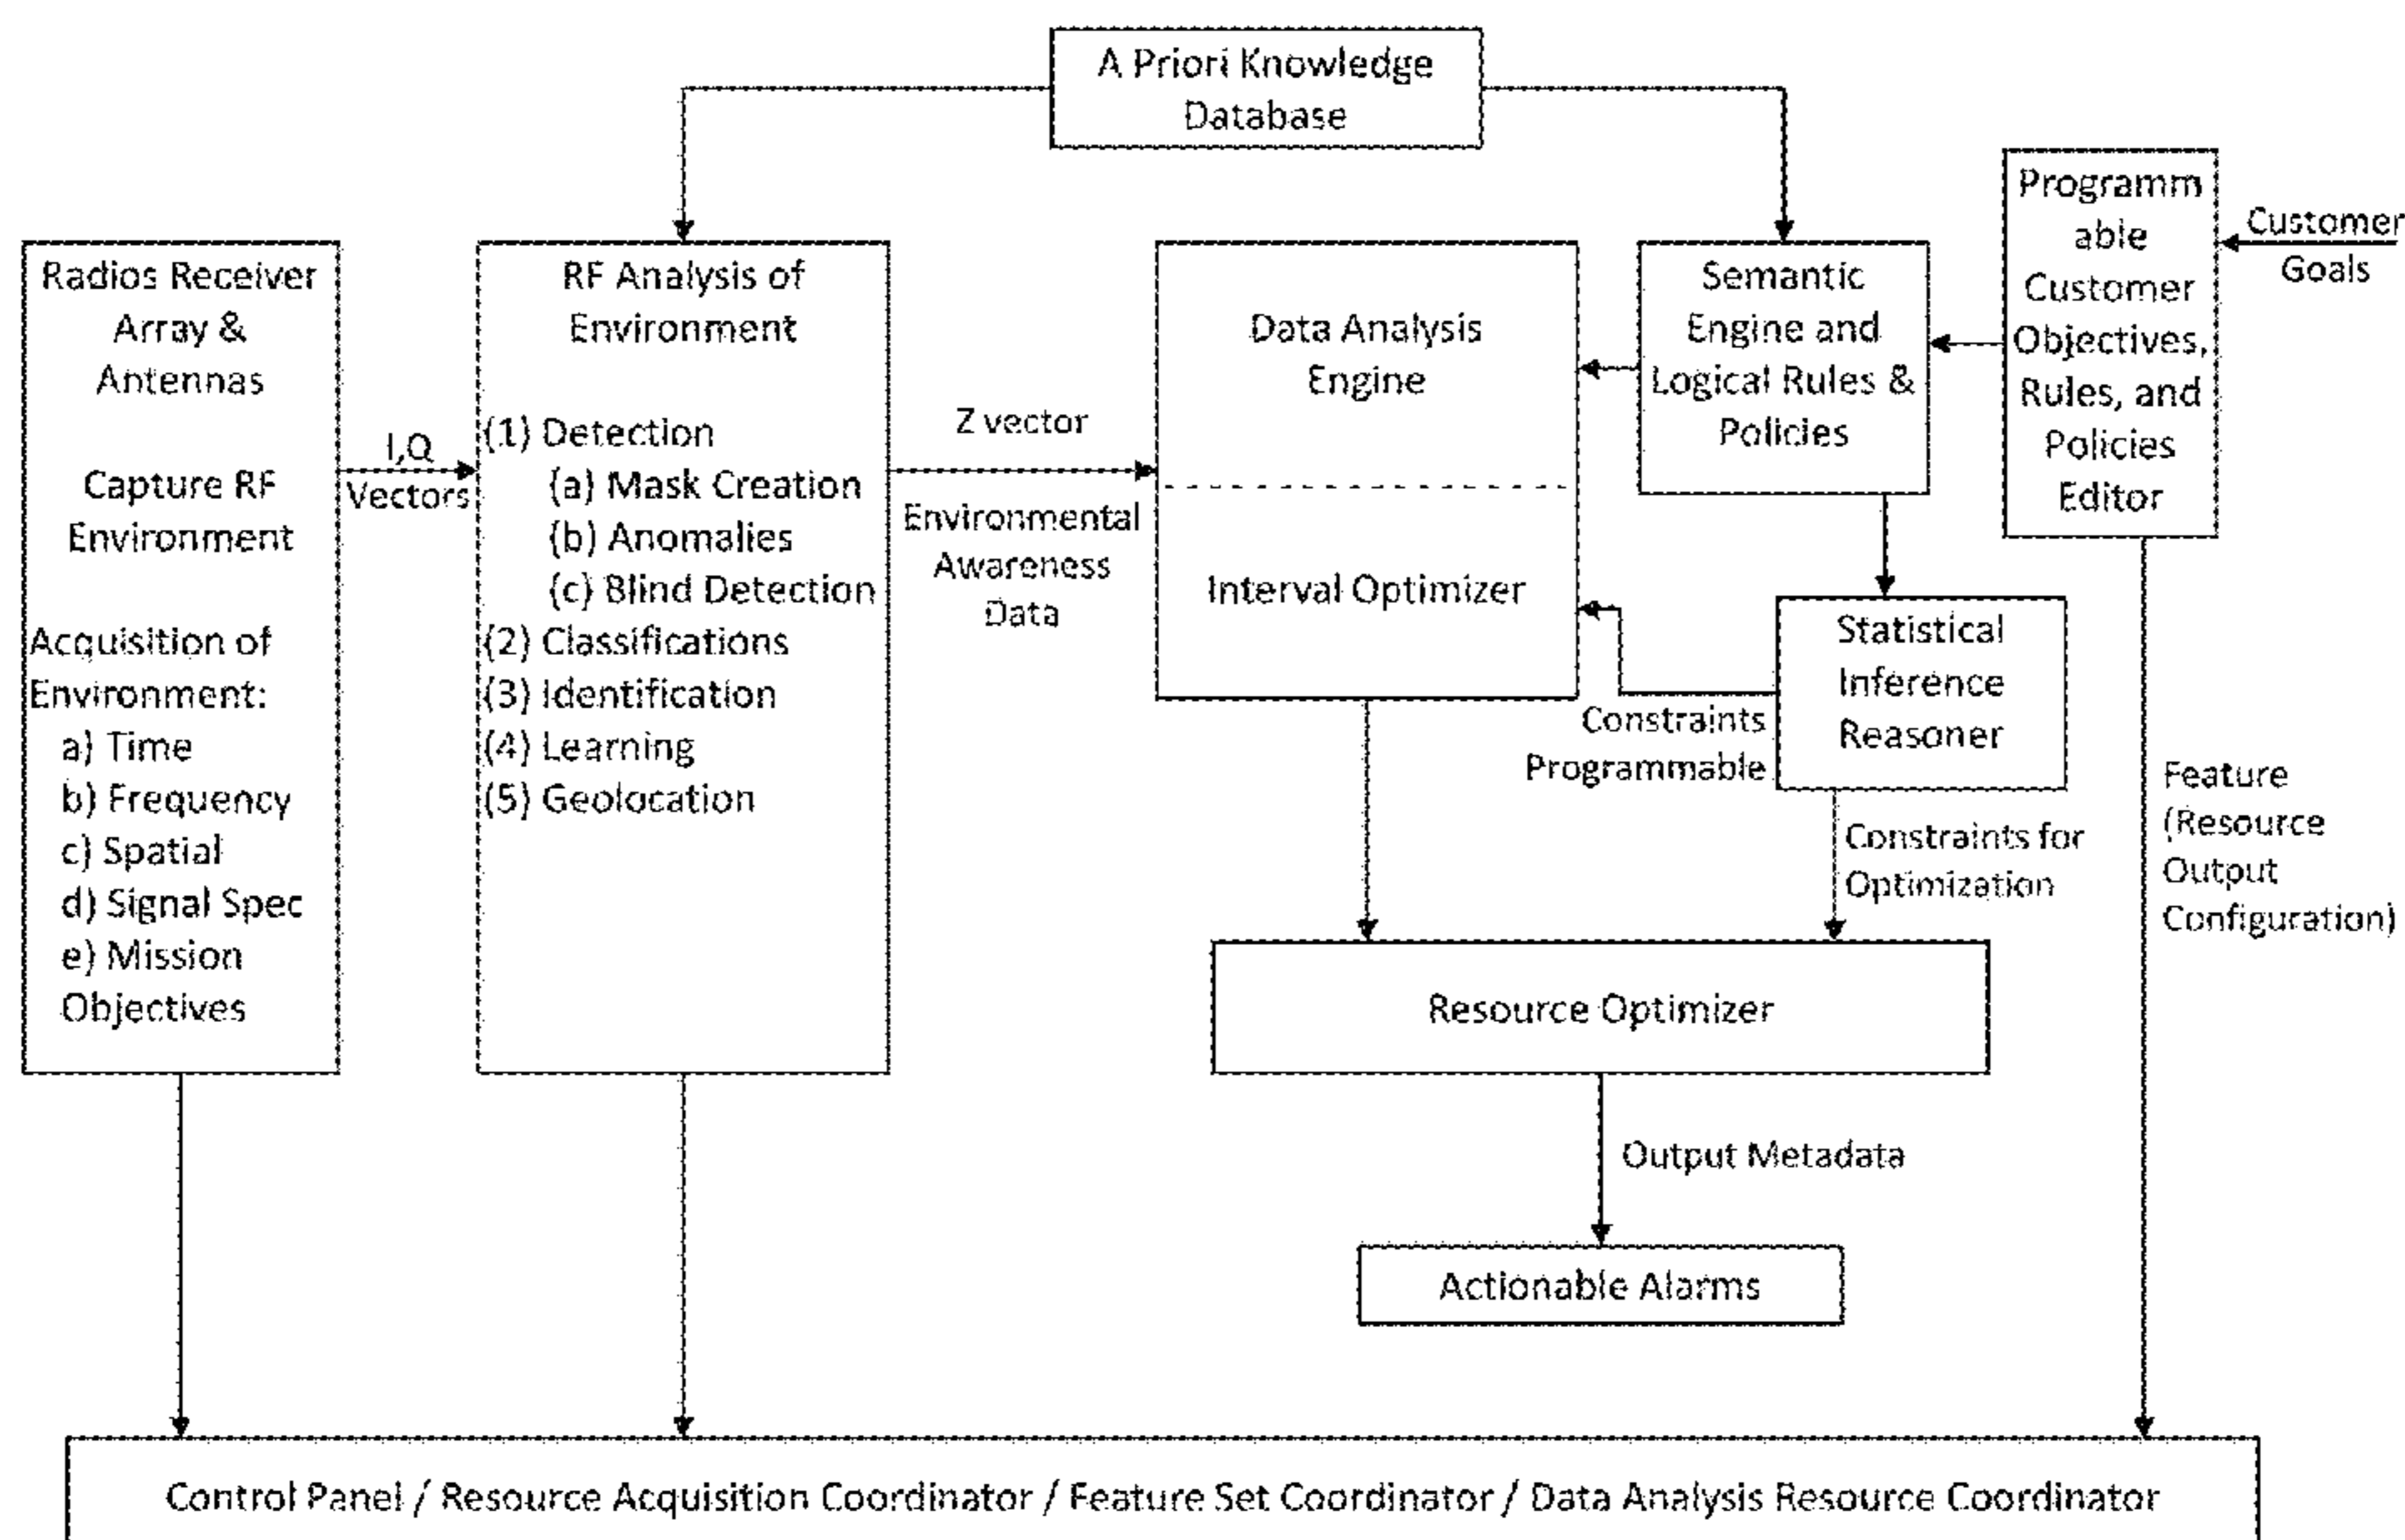 A Priori Knowledge
Database
Radios Receiver
Array &
Antennas
Capture RF
Environment
Acquisition of
Environment:
a) Time
b) Frequency
c) Spatial
d) Signal Spec
e) Mission
Objectives
I,Q
Vectors
RF Analysis of
Environment
(1) Detection
(a) Mask Creation
(b) Anomalies
(c) Blind Detection
(2) Classifications
(3) Identification
(4) Learning
(5) Geolocation
Z vector
Environmental
Awareness
Data
Data Analysis
Engine
Interval Optimizer
Semantic
Engine and
Logical Rules &
Policies
Programm
able
Customer
Objectives,
Rules, and
Policies
Editor
Customer
Goals
Statistical
Inference
Reasoner
Constraints
Programmable
Constraints for
Optimization
Feature
(Resource
Output
Configuration)
Resource Optimizer
Output Metadata
Actionable Alarms
Control Panel / Resource Acquisition Coordinator / Feature Set Coordinator / Data Analysis Resource Coordinator